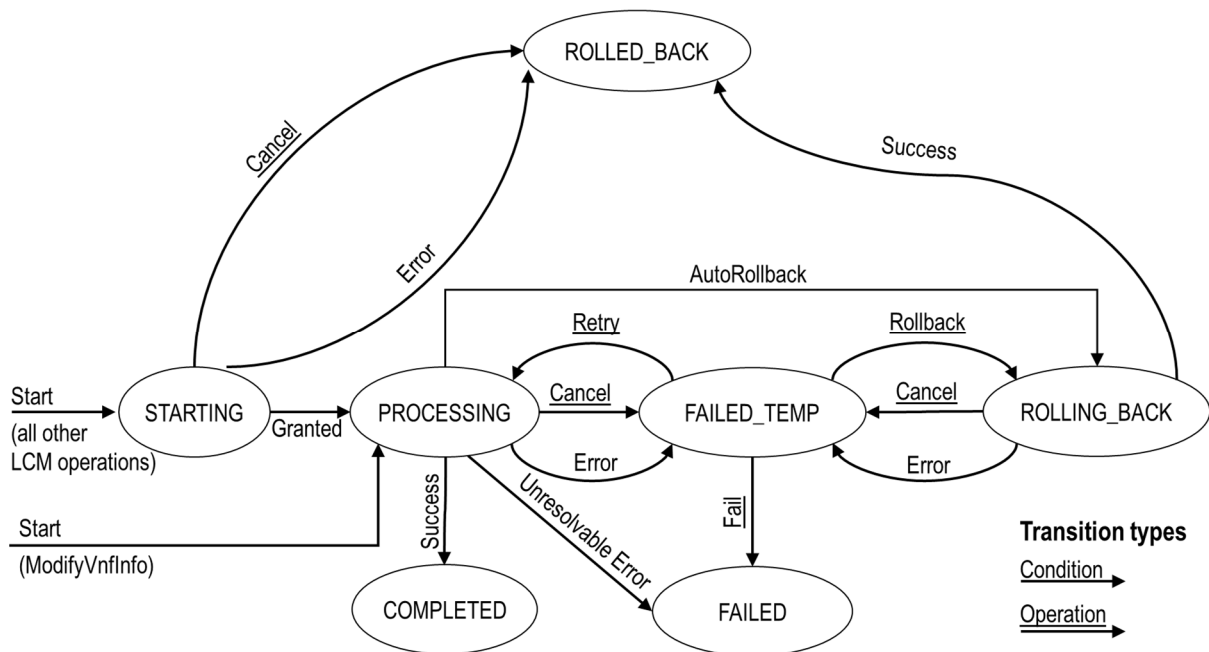 ROLLED_BACK
Cancel
Success
Error
AutoRollback
Retry
Rollback
Start
(all other
LCM operations)
STARTING
Granted
PROCESSING
Cancel
FAILED_TEMP
Cancel
ROLLING_BACK
Error
Error
Start
(ModifyVnfInfo)
Success
Unresolvable Error
Fail
COMPLETED
FAILED
Transition types
Condition
Operation